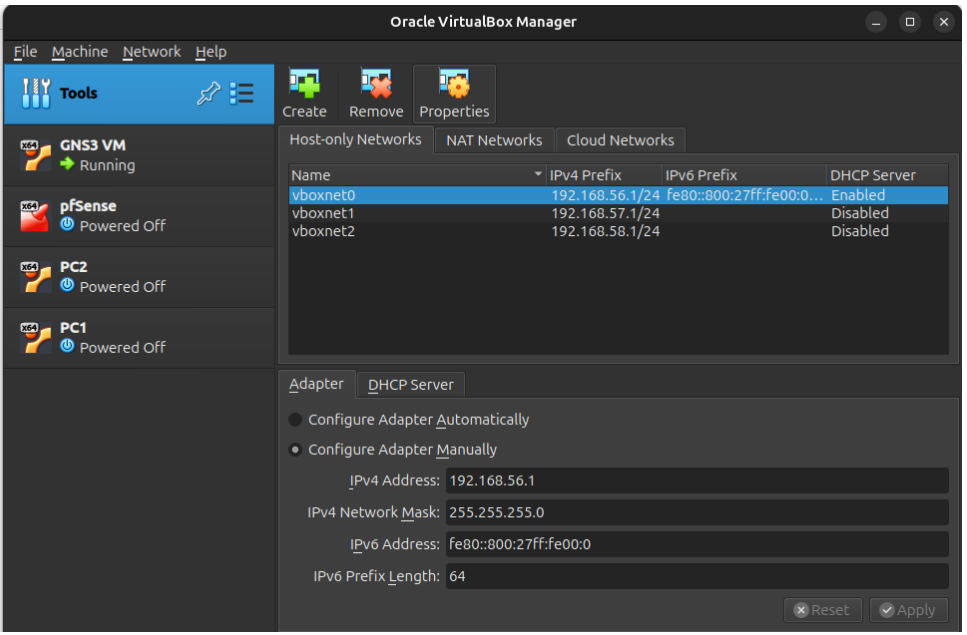 Oracle VirtualBox Manager
File Machine Network Help
Tools
Create Remove Properties
GNS3 VM
Running
pfSense
Powered Off
PC2
Powered Off
PC1
Powered Off
Host-only Networks NAT Networks Cloud Networks
Name IPv4 Prefix IPv6 Prefix DHCP Server
vboxnet0 192.168.56.1/24 fe80::800:27ff:fe00:0... Enabled
vboxnet1 192.168.57.1/24 Disabled
vboxnet2 192.168.58.1/24 Disabled
Adapter DHCP Server
Configure Adapter Automatically
Configure Adapter Manually
IPv4 Address: 192.168.56.1
IPv4 Network Mask: 255.255.255.0
IPv6 Address: fe80::800:27ff:fe00:0
IPv6 Prefix Length: 64
Reset Apply